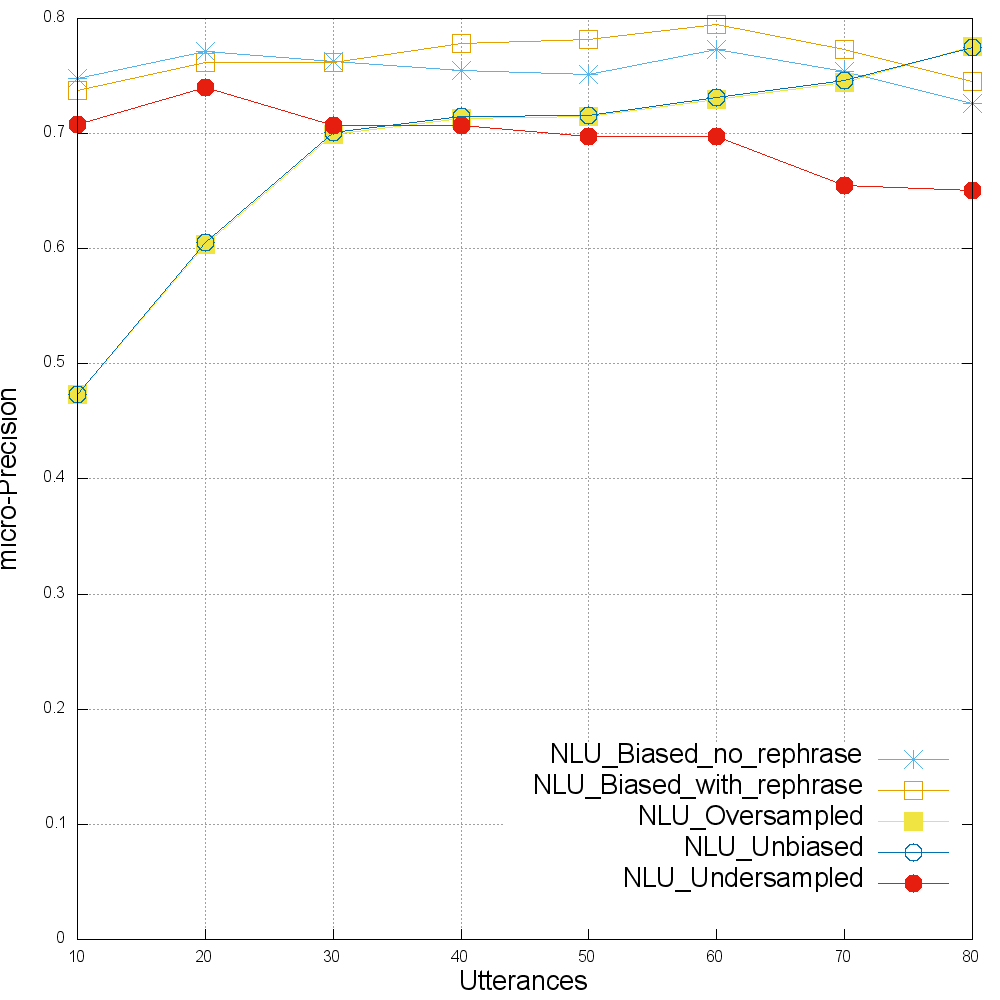 0.8
0.7
0.6
0.5
0.4
0.3
0.2
0.1
0
micro-Precision
NLU_Biased_no_rephrase
NLU_Biased_with_rephrase
NLU_Oversampled
NLU_Unbiased
NLU_Undersampled
10 20 30 40 50 60 70 80
Utterances